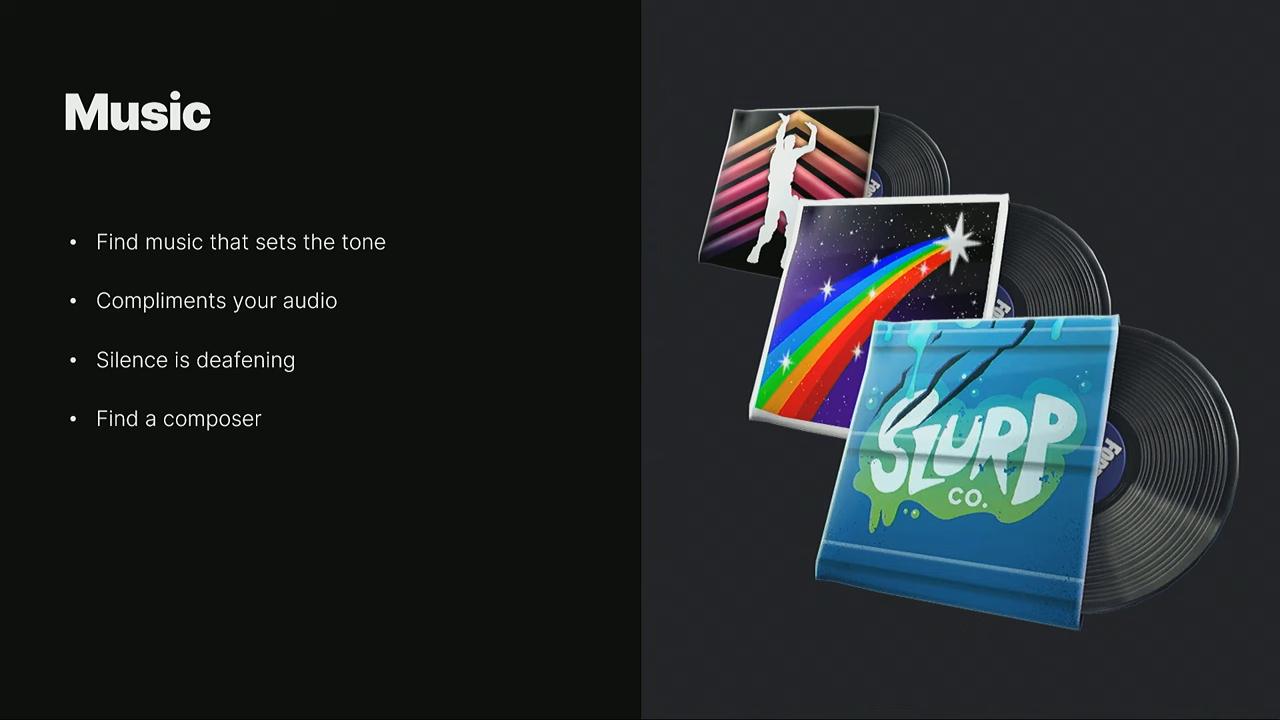 Music
• Find music that sets the tone
• Compliments your audio
• Silence is deafening
• Find a composer
SLURP
CO.